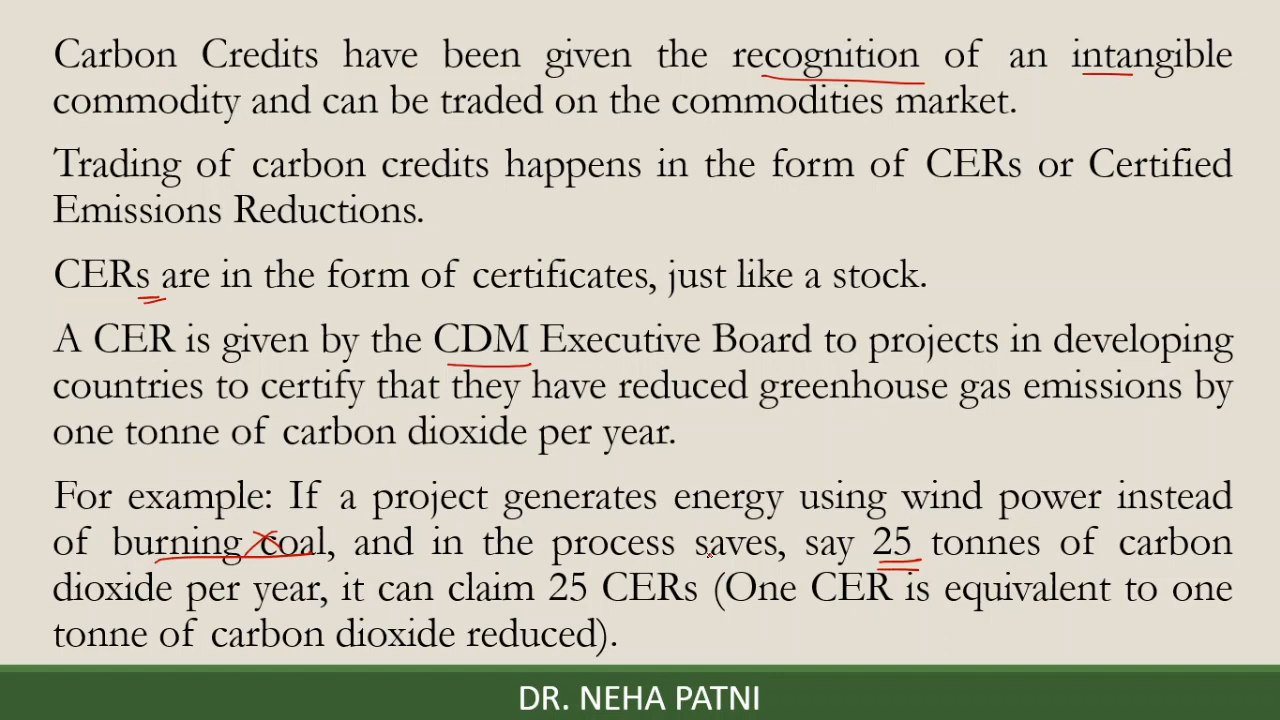 Carbon Credits have been given the recognition of an intangible
commodity and can be traded on the commodities market.
Trading of carbon credits happens in the form of CERs or Certified
Emissions Reductions.
CERs are in the form of certificates, just like a stock.
A CER is given by the CDM Executive Board to projects in developing
countries to certify that they have reduced greenhouse gas emissions by
one tonne of carbon dioxide per year.
For example: If a project generates energy using wind power instead
of burning coal, and in the process saves, say 25 tonnes of carbon
dioxide per year, it can claim 25 CERs (One CER is equivalent to one
tonne of carbon dioxide reduced).
DR. NEHA PATNI